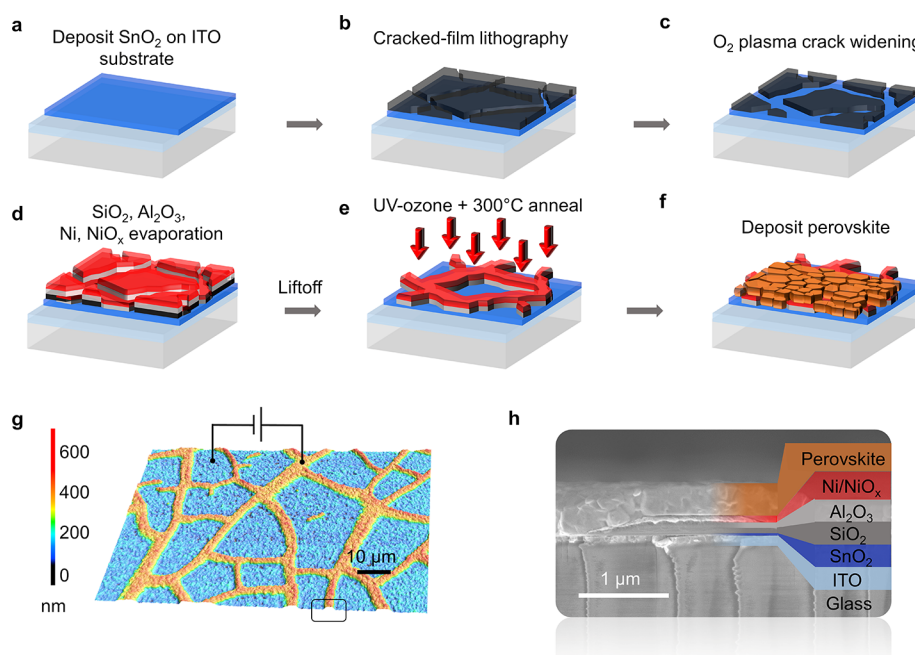 a
Deposit SnO₂ on ITO
substrate
b
Cracked-film lithography
c
O₂ plasma crack widening
d
SiO₂, Al₂O₃,
Ni, NiOₓ evaporation
Liftoff
e
UV-ozone + 300°C anneal
f
Deposit perovskite
g
600
400
200
0
nm
10 µm
h
Perovskite
Ni/NiOₓ
Al₂O₃
SiO₂
SnO₂
ITO
Glass
1 µm